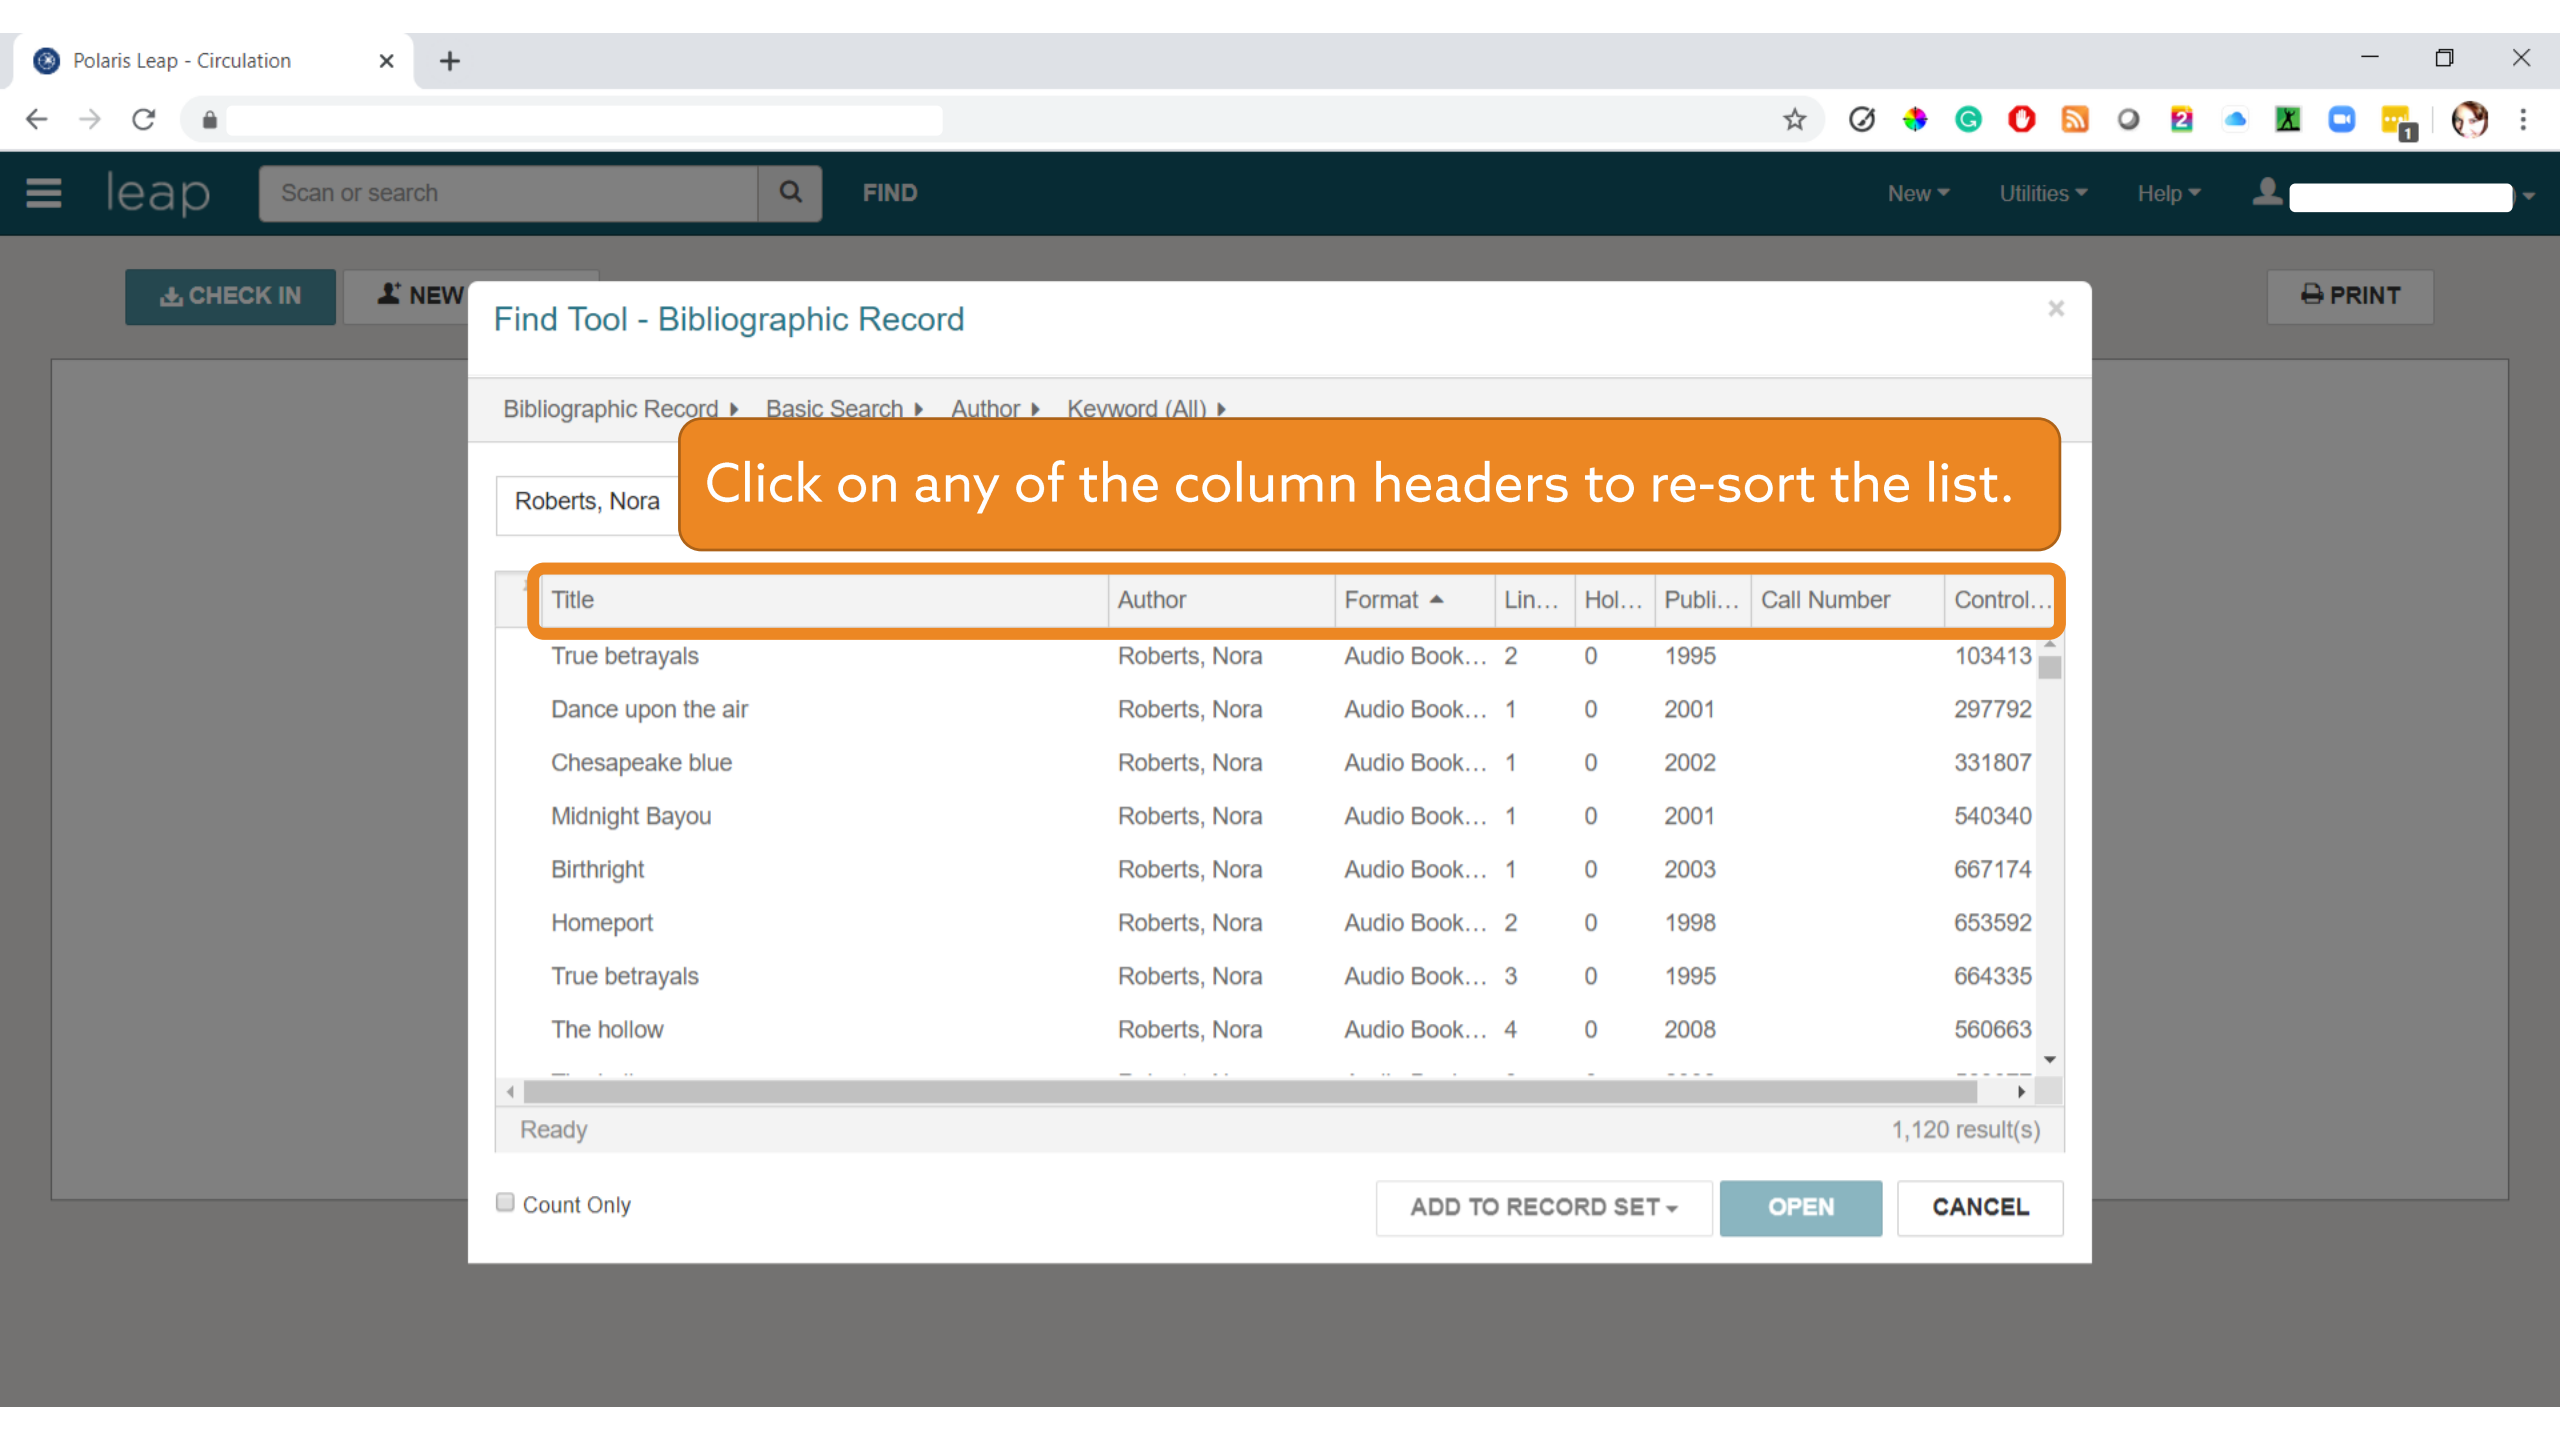 Polaris Leap - Circulation
1
leap Scan or search FIND New Utilities Help
CHECK IN NEW PRINT
Find Tool - Bibliographic Record
Bibliographic Record Basic Search Author Keyword (All)
Click on any of the column headers to re-sort the list.
Roberts, Nora
Title Author Format Lin... Hol... Publi... Call Number Control...
True betrayals Roberts, Nora Audio Book... 2 0 1995 103413
Dance upon the air Roberts, Nora Audio Book... 1 0 2001 297792
Chesapeake blue Roberts, Nora Audio Book... 1 0 2002 331807
Midnight Bayou Roberts, Nora Audio Book... 1 0 2001 540340
Birthright Roberts, Nora Audio Book... 1 0 2003 667174
Homeport Roberts, Nora Audio Book... 2 0 1998 653592
True betrayals Roberts, Nora Audio Book... 3 0 1995 664335
The hollow Roberts, Nora Audio Book... 4 0 2008 560663
Ready 1,120 result(s)
Count Only ADD TO RECORD SET OPEN CANCEL